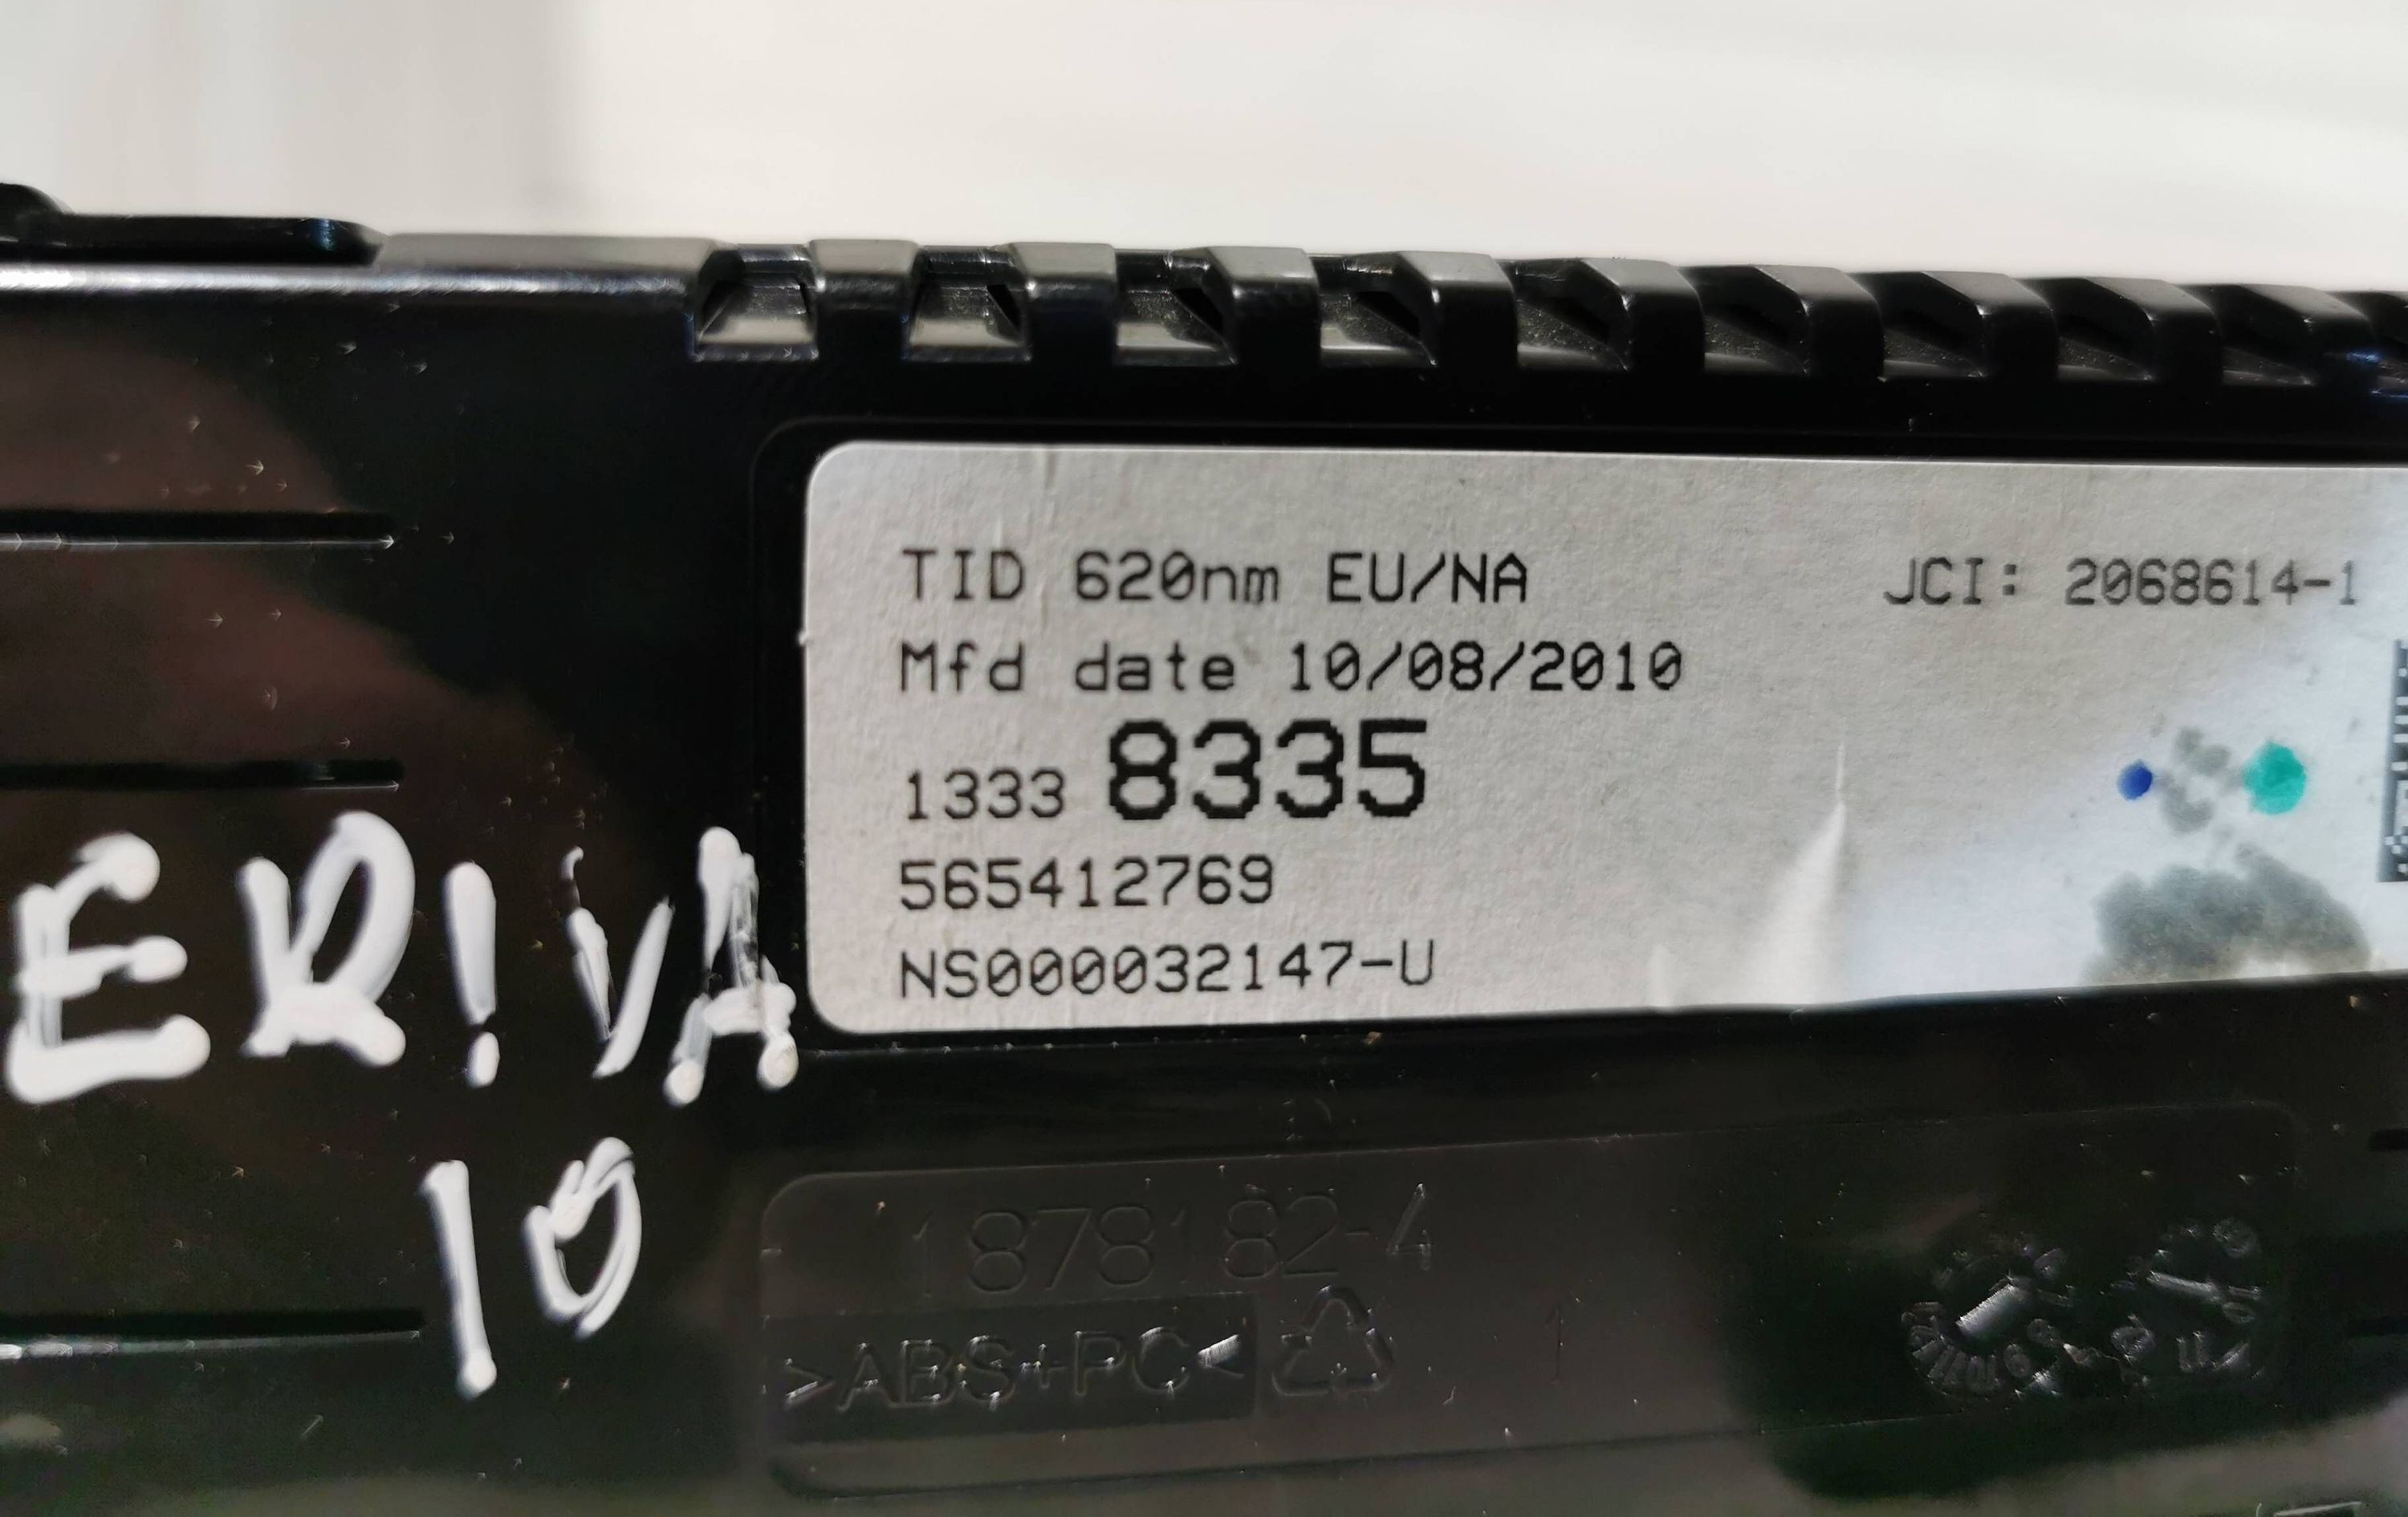 TID 620nm EU/NA JCI: 2068614-1
Mfd date 10/08/2010
1333 8335
565412769
NS000032147-U
ERIVA
10
1878182-4
>ABS+PC< 1